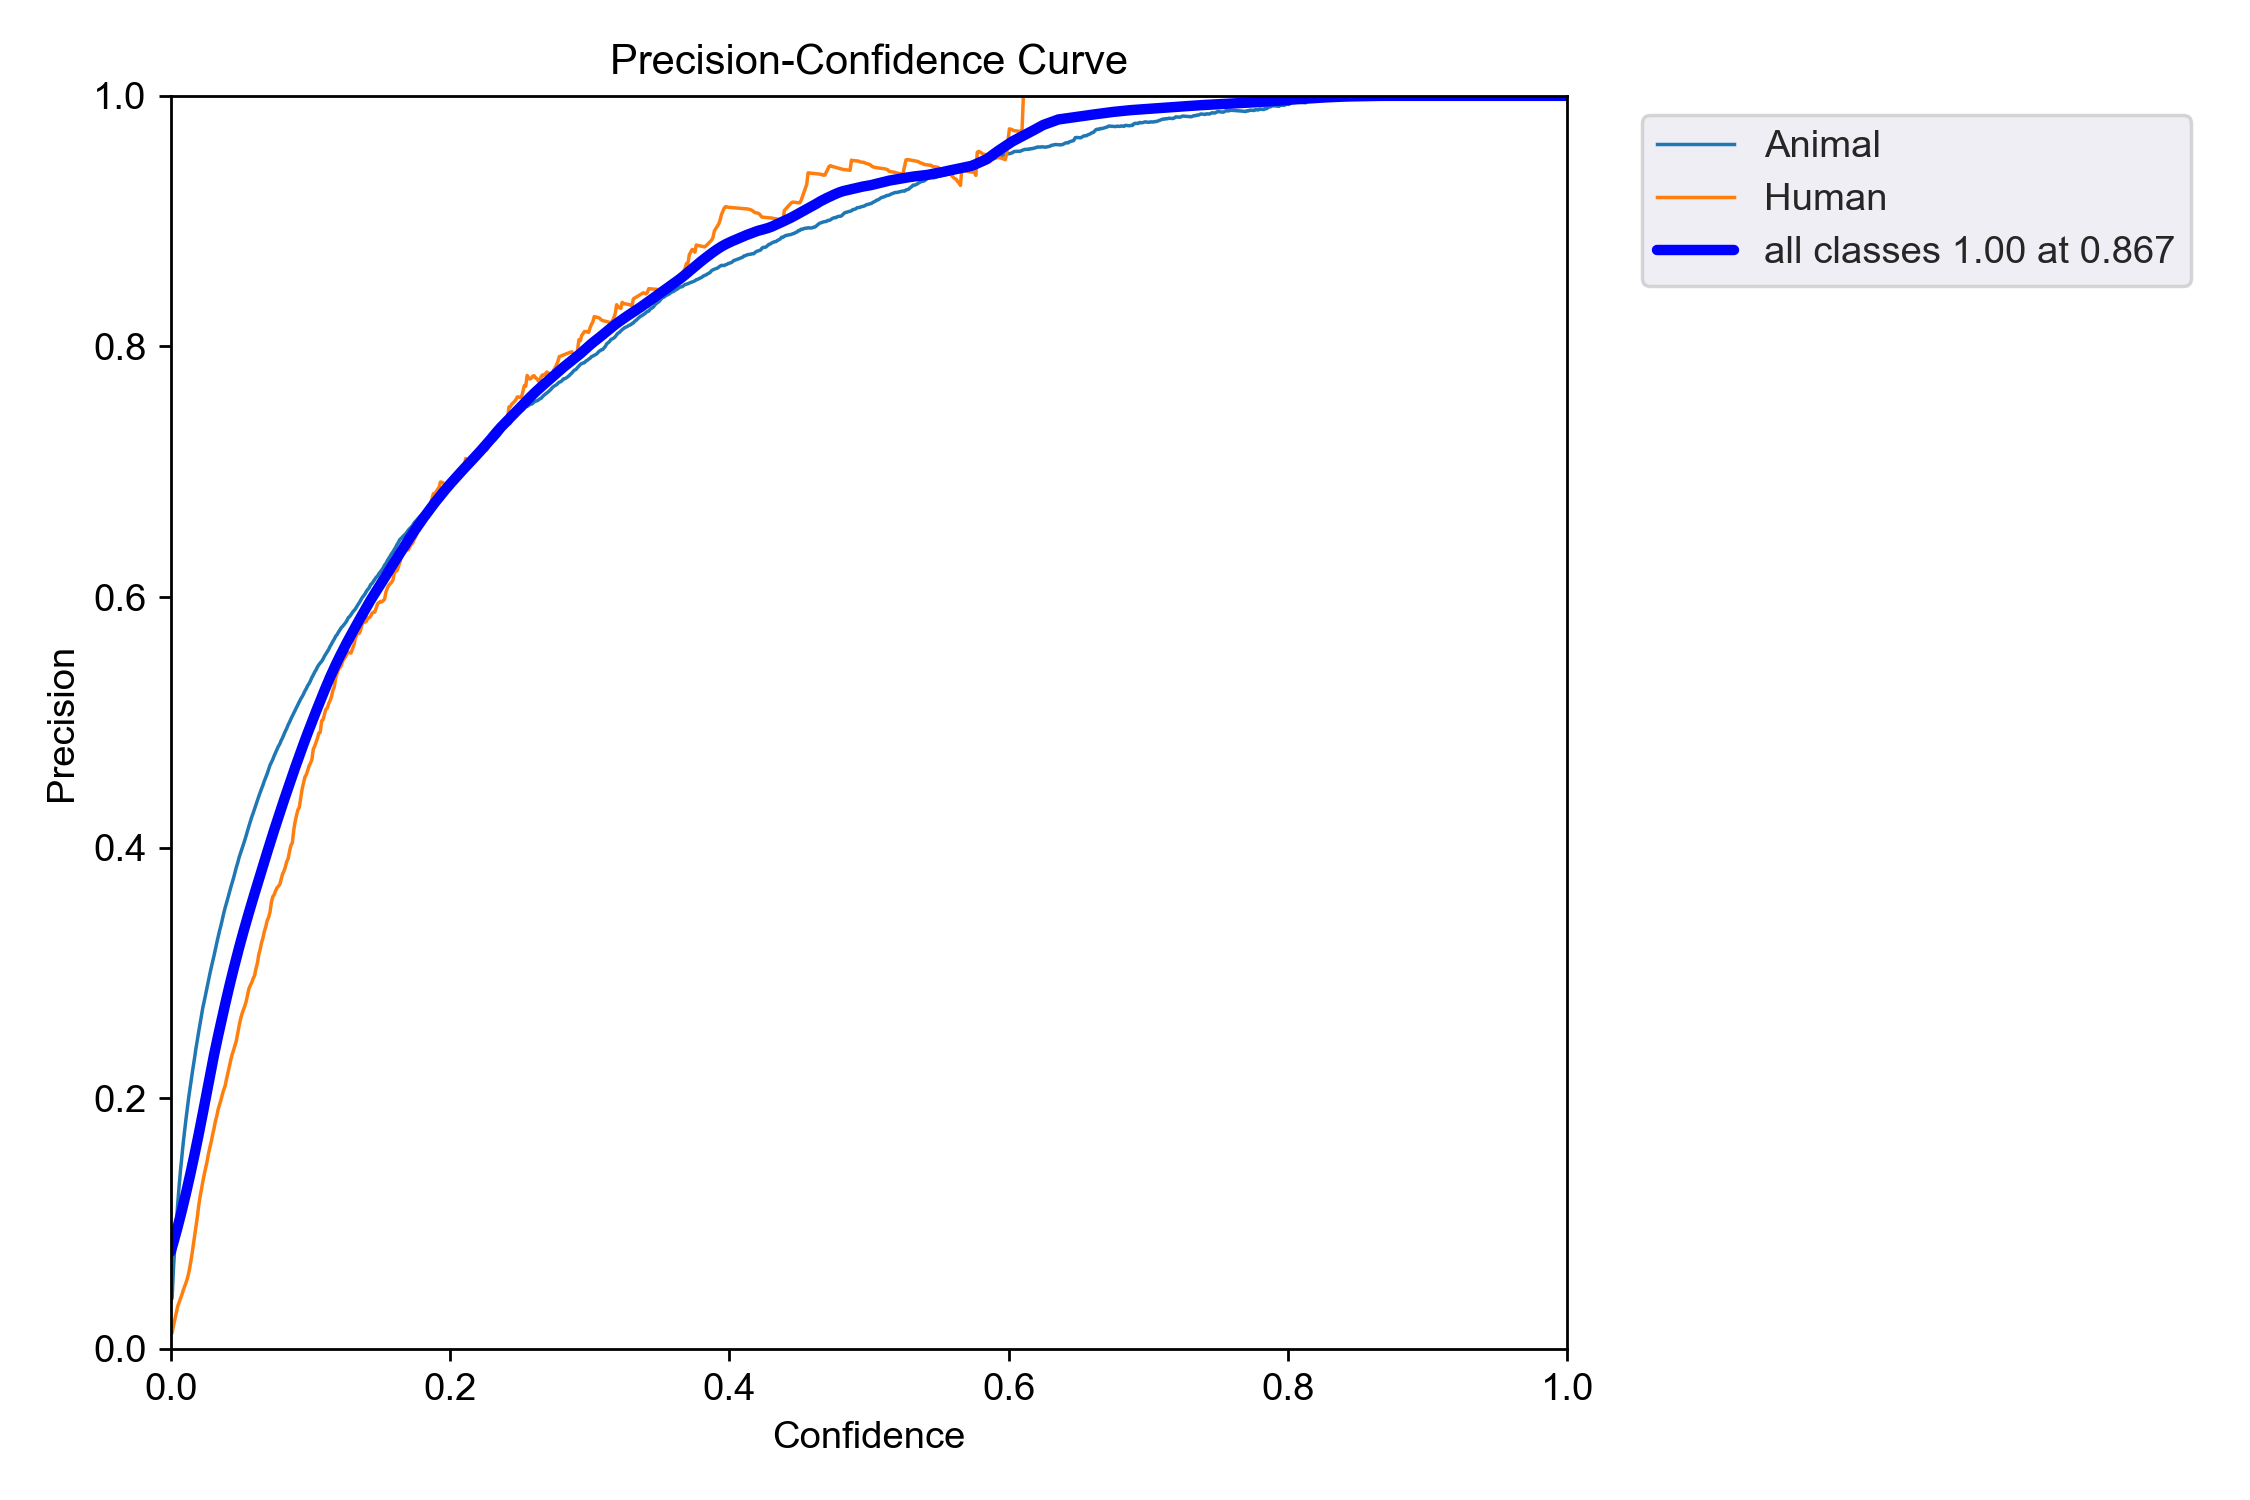 Precision-Confidence Curve
1.0
0.8
0.6
0.4
0.2
0.0
Precision
0.0 0.2 0.4 0.6 0.8 1.0
Confidence
Animal
Human
all classes 1.00 at 0.867